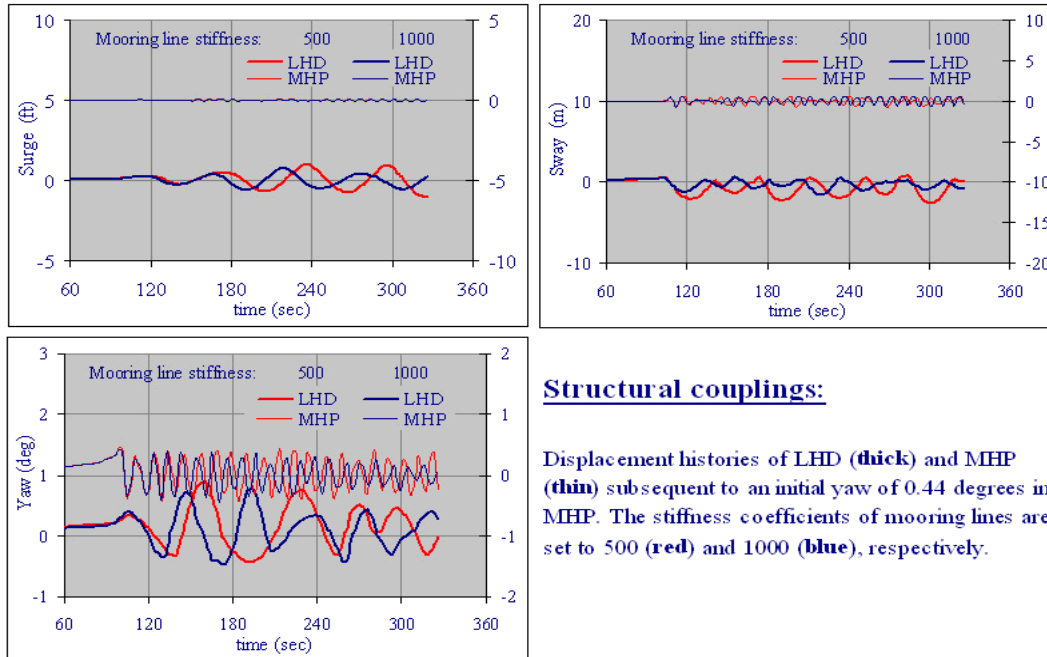 10
5
Mooring line stiffness: 500 1000
LHD LHD
MHP MHP
5
0
0
-5
-5
-10
Surge (ft)
60 120 180 240 300 360
time (sec)
20
10
Mooring line stiffness: 500 1000
LHD LHD
MHP MHP
5
10
0
-5
0
-10
-15
-10
-20
Sway (m)
60 120 180 240 300 360
time (sec)
3
2
Mooring line stiffness: 500 1000
LHD LHD
MHP MHP
2
1
1
0
0
-1
-1
-2
Yaw (deg)
60 120 180 240 300 360
time (sec)
Structural couplings:
Displacement histories of LHD (thick) and MHP
(thin) subsequent to an initial yaw of 0.44 degrees in
MHP. The stiffness coefficients of mooring lines are
set to 500 (red) and 1000 (blue), respectively.